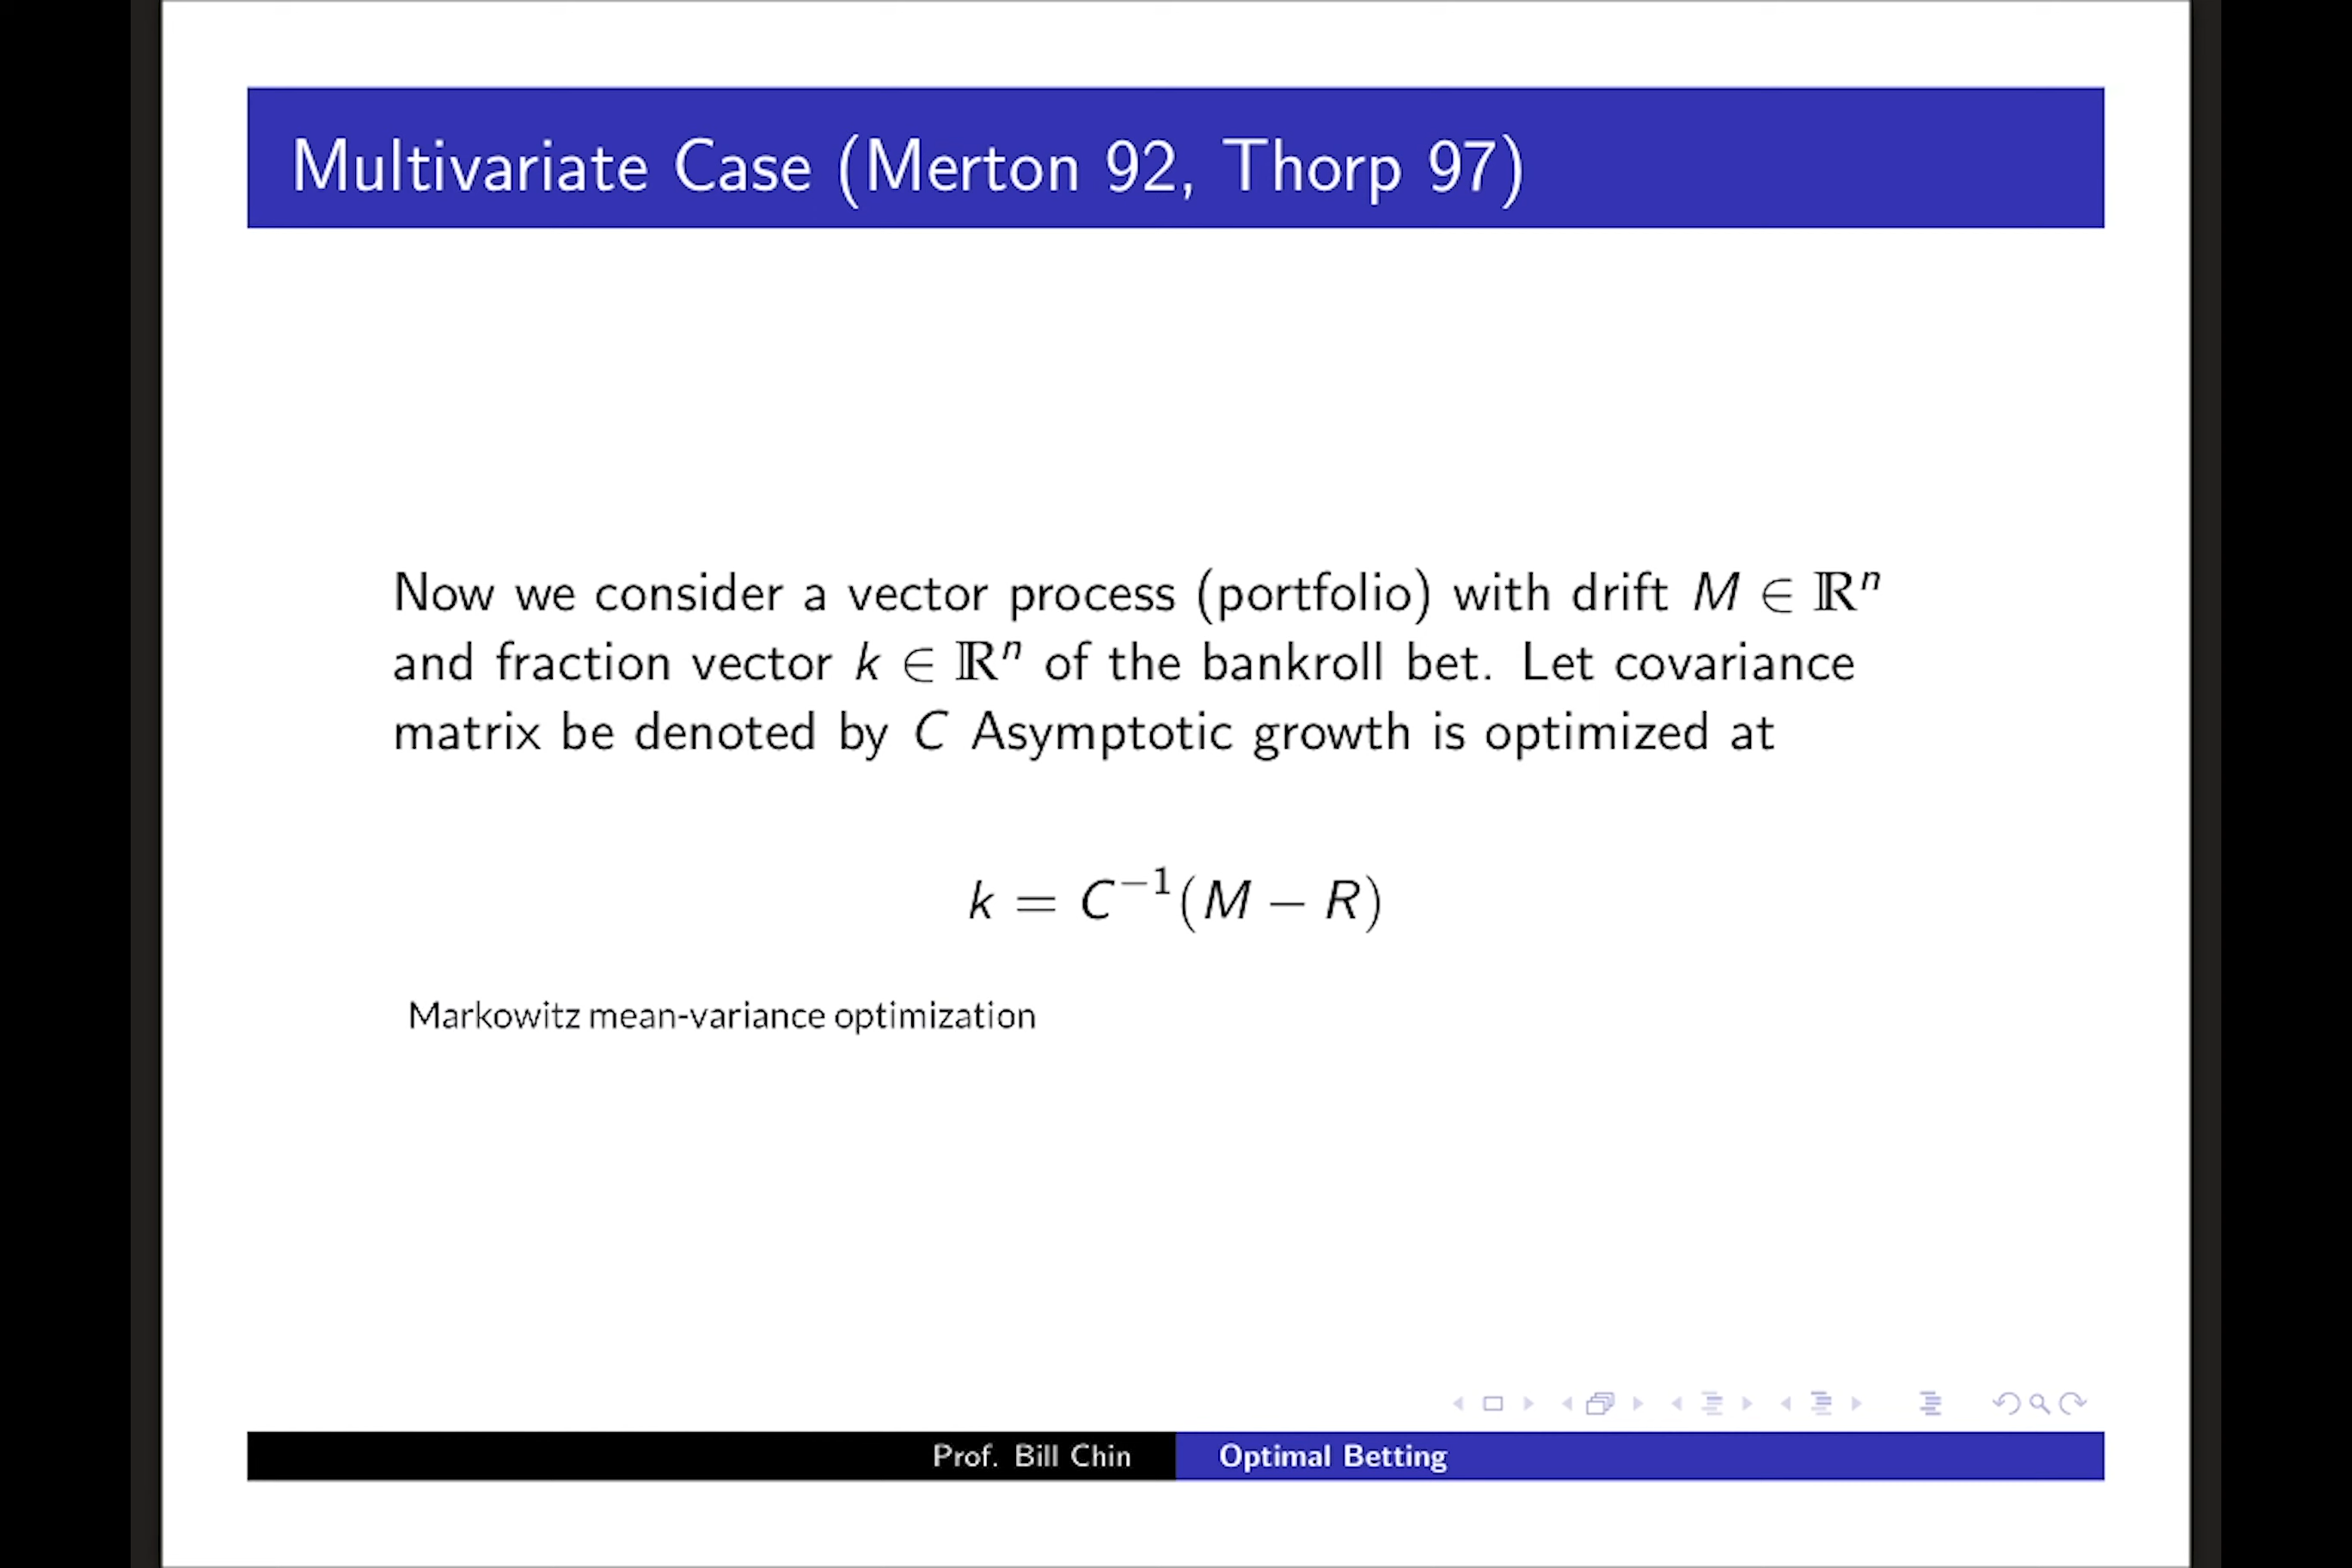 Multivariate Case (Merton 92, Thorp 97)
Now we consider a vector process (portfolio) with drift M ∈ ℝⁿ
and fraction vector k ∈ ℝⁿ of the bankroll bet. Let covariance
matrix be denoted by C Asymptotic growth is optimized at
k = C⁻¹(M − R)
Markowitz mean-variance optimization
Prof. Bill Chin Optimal Betting